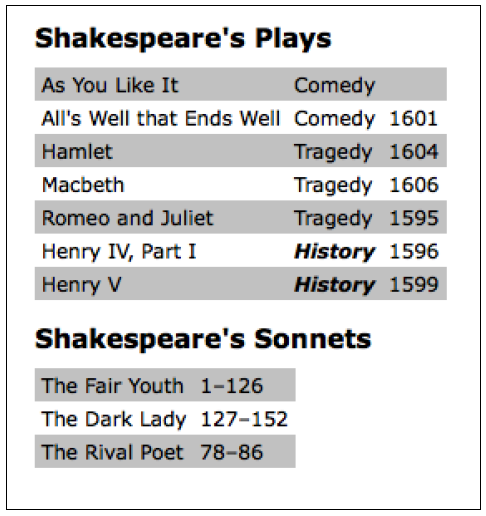 Shakespeare's Plays
As You Like It Comedy
All's Well that Ends Well Comedy 1601
Hamlet Tragedy 1604
Macbeth Tragedy 1606
Romeo and Juliet Tragedy 1595
Henry IV, Part I History 1596
Henry V History 1599
Shakespeare's Sonnets
The Fair Youth 1–126
The Dark Lady 127–152
The Rival Poet 78–86